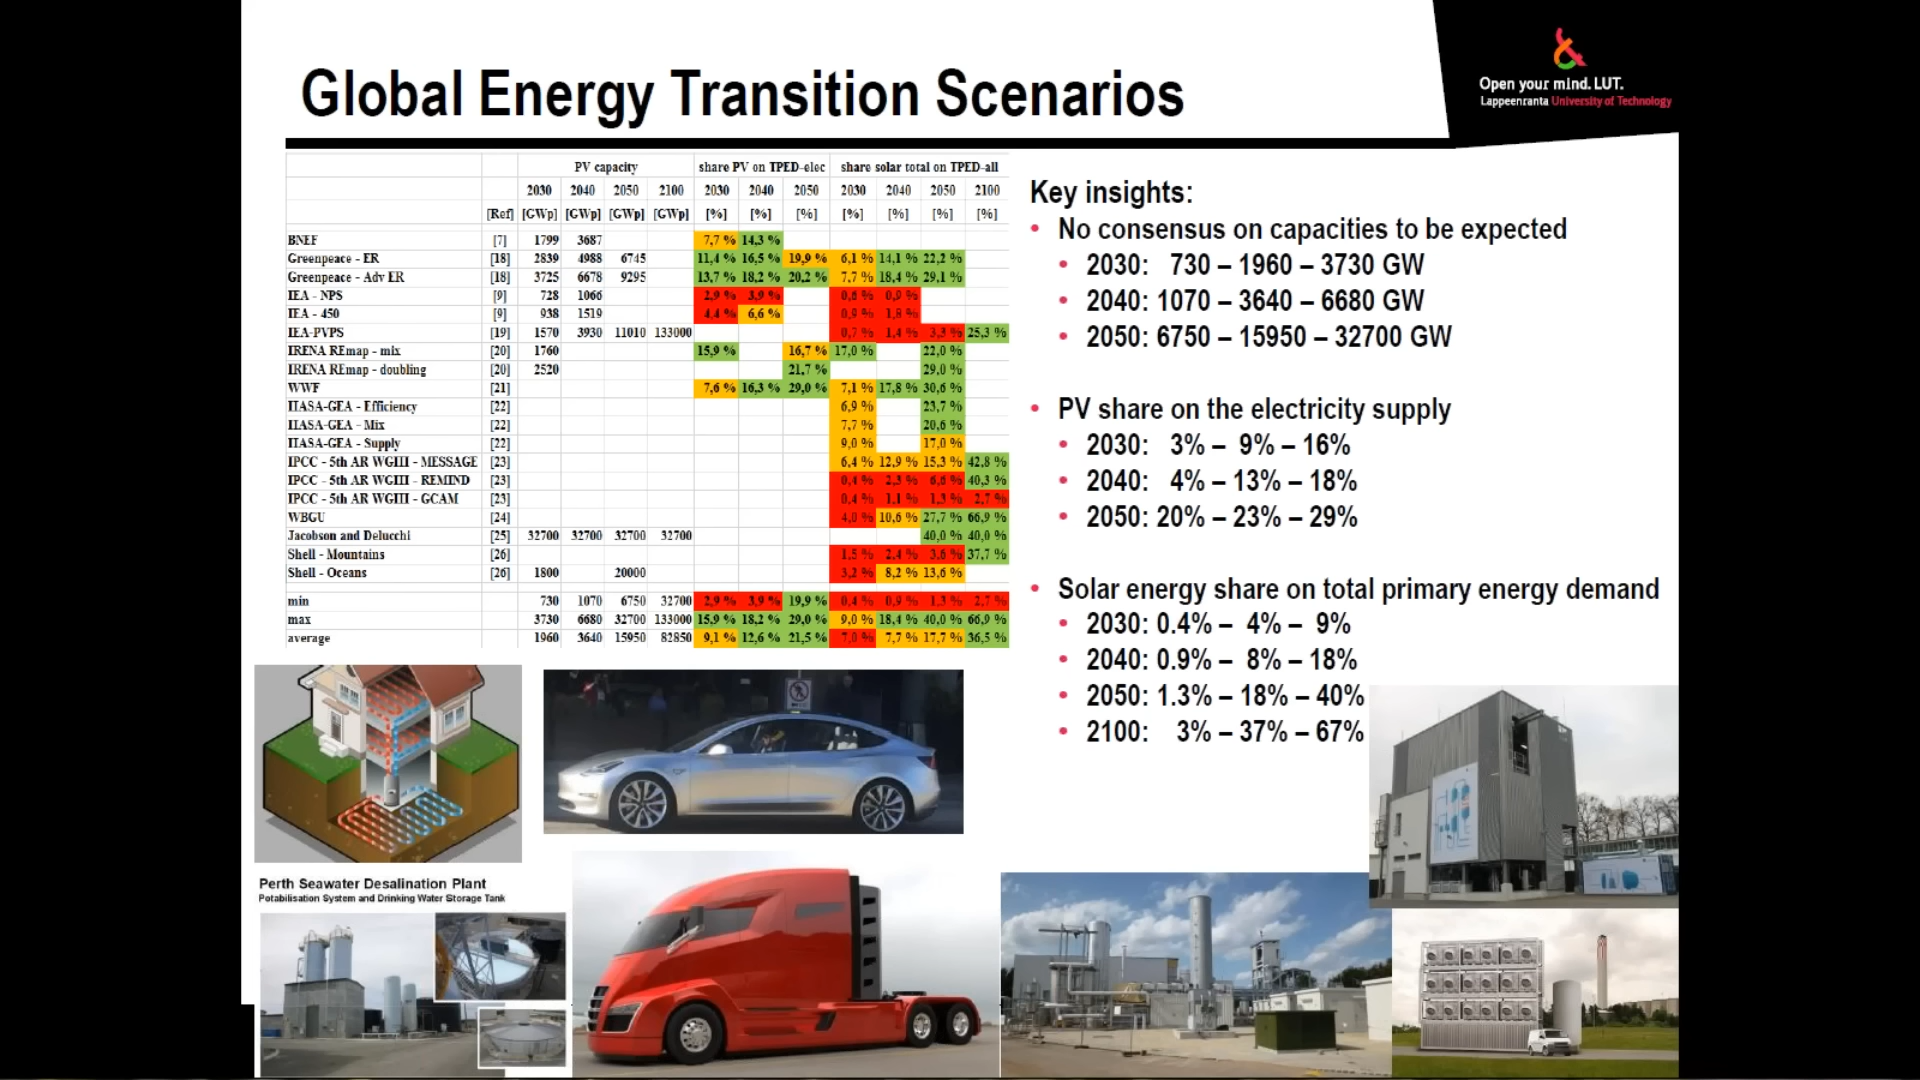 Global Energy Transition Scenarios
Open your mind. LUT.
Lappeenranta University of Technology
PV capacity share PV on TPED-elec share solar total on TPED-all
2030 2040 2050 2100 2030 2040 2050 2030 2040 2050 2100
[Ref] [GWp] [GWp] [GWp] [GWp] [%] [%] [%] [%] [%] [%] [%]
BNEF [7] 1799 3687 7,7 % 14,3 %
Greenpeace - ER [18] 2839 4988 6745 11,4 % 16,5 % 19,9 % 6,1 % 14,1 % 22,2 %
Greenpeace - Adv ER [18] 3725 6678 9295 13,7 % 18,2 % 20,2 % 7,7 % 18,4 % 29,1 %
IEA - NPS [9] 728 1066 2,9 % 3,9 % 0,6 % 0,9 %
IEA - 450 [9] 938 1519 4,4 % 6,6 % 0,9 % 1,8 %
IEA-PVPS [19] 1570 3930 11010 133000 0,7 % 1,4 % 3,3 % 25,3 %
IRENA REmap - mix [20] 1760 15,9 % 16,7 % 17,0 % 22,0 %
IRENA REmap - doubling [20] 2520 21,7 % 29,0 %
WWF [21] 7,6 % 16,3 % 29,0 % 7,1 % 17,8 % 30,6 %
IIASA-GEA - Efficiency [22] 6,9 % 23,7 %
IIASA-GEA - Mix [22] 7,7 % 20,6 %
IIASA-GEA - Supply [22] 9,0 % 17,0 %
IPCC - 5th AR WGIII - MESSAGE [23] 6,4 % 12,9 % 15,3 % 42,8 %
IPCC - 5th AR WGIII - REMIND [23] 0,4 % 2,3 % 6,6 % 40,3 %
IPCC - 5th AR WGIII - GCAM [23] 0,4 % 1,1 % 1,3 % 2,7 %
WBGU [24] 4,0 % 10,6 % 27,7 % 66,9 %
Jacobson and Delucchi [25] 32700 32700 32700 32700 40,0 % 40,0 %
Shell - Mountains [26] 1,5 % 2,4 % 3,6 % 37,7 %
Shell - Oceans [26] 1800 20000 3,2 % 8,2 % 13,6 %
min 730 1070 6750 32700 2,9 % 3,9 % 19,9 % 0,4 % 0,9 % 1,3 % 2,7 %
max 3730 6680 32700 133000 15,9 % 18,2 % 29,0 % 9,0 % 18,4 % 40,0 % 66,9 %
average 1960 3640 15950 82850 9,1 % 12,6 % 21,5 % 7,0 % 7,7 % 17,7 % 36,5 %
Key insights:
• No consensus on capacities to be expected
• 2030: 730 – 1960 – 3730 GW
• 2040: 1070 – 3640 – 6680 GW
• 2050: 6750 – 15950 – 32700 GW
• PV share on the electricity supply
• 2030: 3% – 9% – 16%
• 2040: 4% – 13% – 18%
• 2050: 20% – 23% – 29%
• Solar energy share on total primary energy demand
• 2030: 0.4% – 4% – 9%
• 2040: 0.9% – 8% – 18%
• 2050: 1.3% – 18% – 40%
• 2100: 3% – 37% – 67%
Perth Seawater Desalination Plant
Potabilisation System and Drinking Water Storage Tank